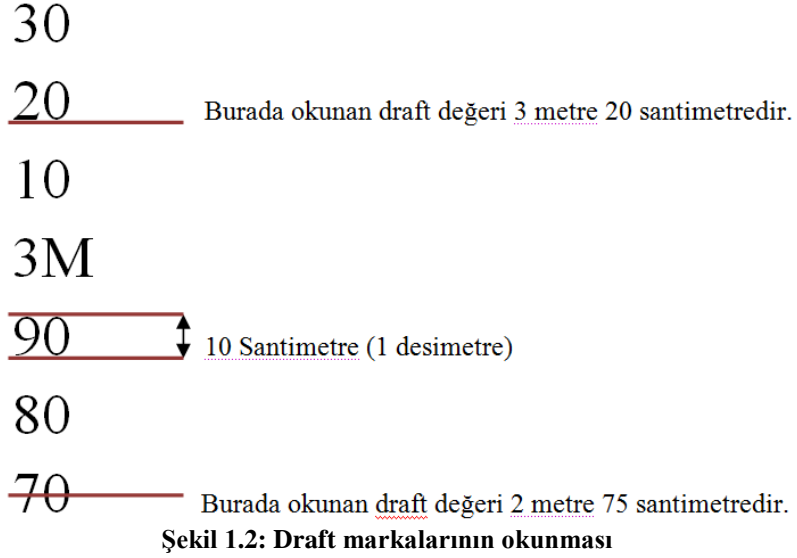 30
20 Burada okunan draft değeri 3 metre 20 santimetredir.
10
3M
90 10 Santimetre (1 desimetre)
80
70 Burada okunan draft değeri 2 metre 75 santimetredir.
Şekil 1.2: Draft markalarının okunması